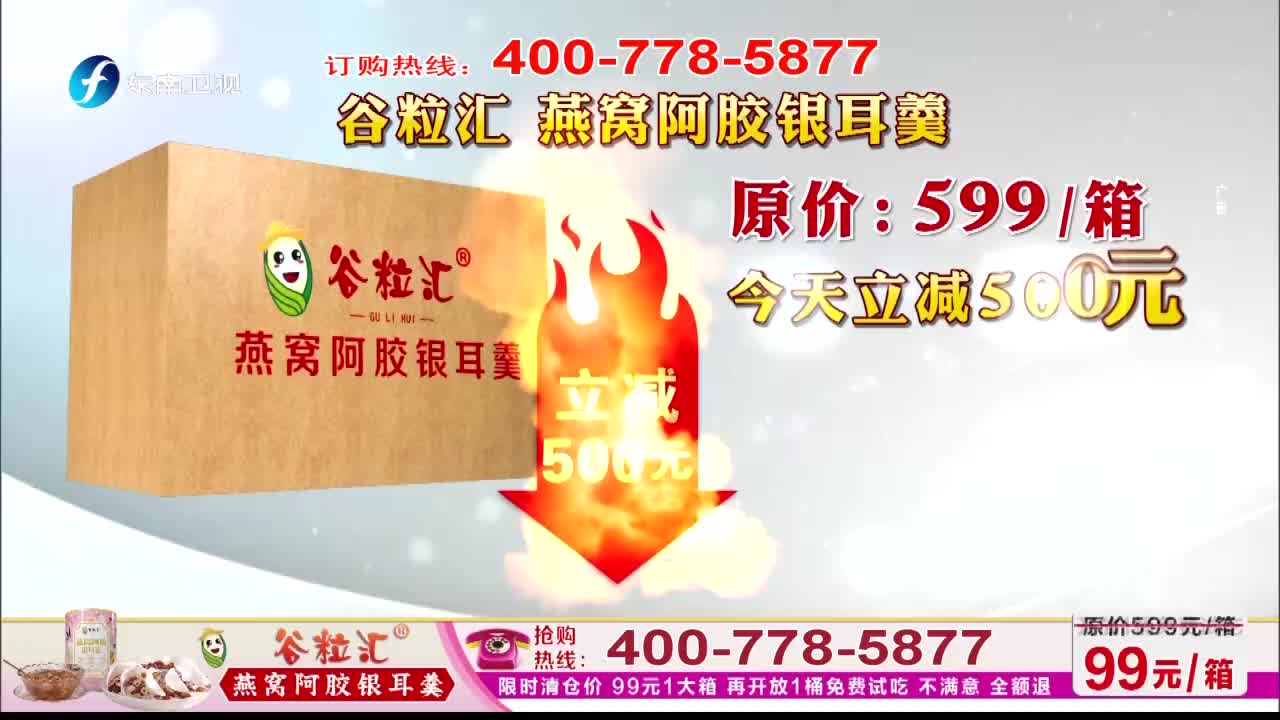 订购热线：400-778-5877
东南卫视
谷粒汇 燕窝阿胶银耳羹
原价：599/箱
广告
今天立减500元
谷粒汇®
GU LI HUI
燕窝阿胶银耳羹
立减
500元
谷粒汇®
燕窝阿胶银耳羹
抢购热线：400-778-5877
限时清仓价 99元1大箱 再开放1桶免费试吃 不满意 全额退
原价599元/箱
99元/箱